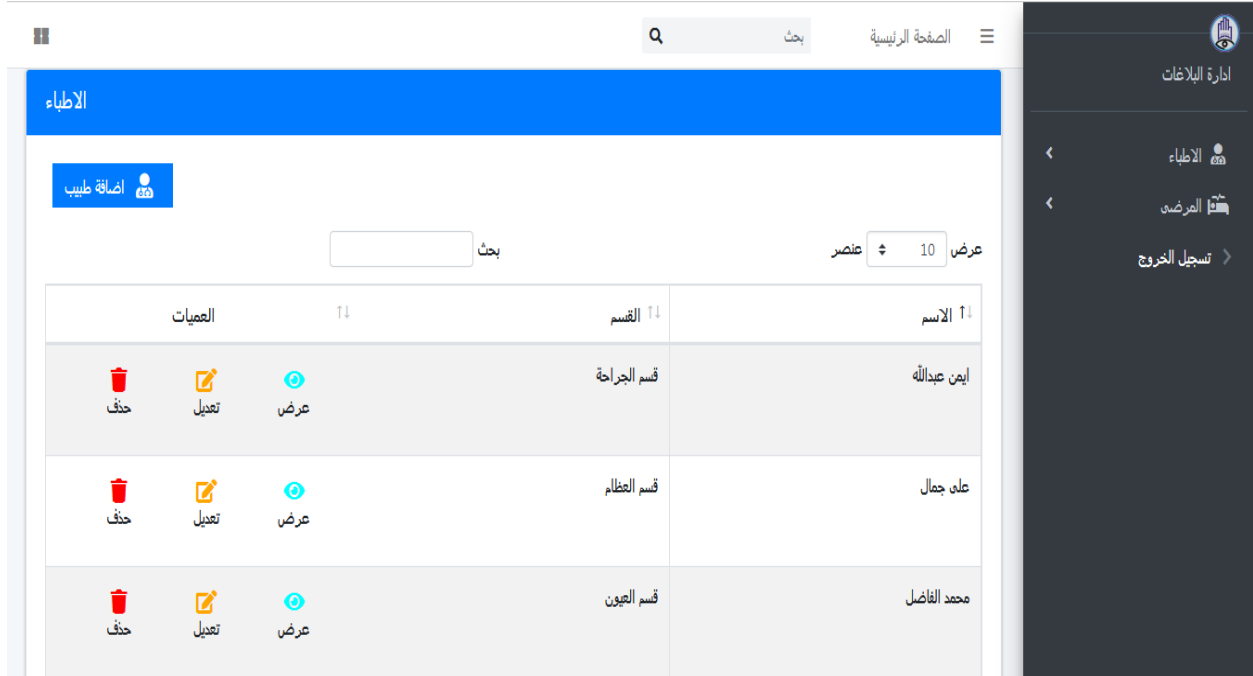 ادارة البلاغات
الاطباء
المرضى
تسجيل الخروج
الصفحة الرئيسية
بحث
الاطباء
اضافة طبيب
عرض 10 عنصر
بحث
الاسم القسم العميات
ايمن عبدالله قسم الجراحة عرض تعديل حذف
على جمال قسم العظام عرض تعديل حذف
محمد الفاضل قسم العيون عرض تعديل حذف